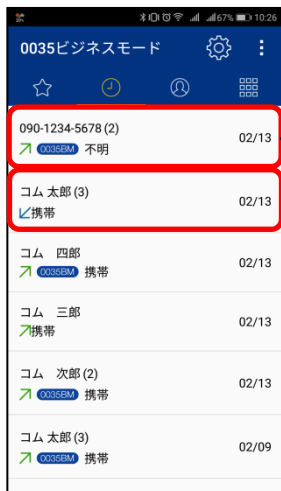 67% 10:26
0035ビジネスモード
090-1234-5678 (2)
0035BM 不明
02/13
コム 太郎 (3)
携帯
02/13
コム 四郎
0035BM 携帯
02/13
コム 三郎
携帯
02/13
コム 次郎 (2)
0035BM 携帯
02/13
コム 太郎 (3)
0035BM 携帯
02/09